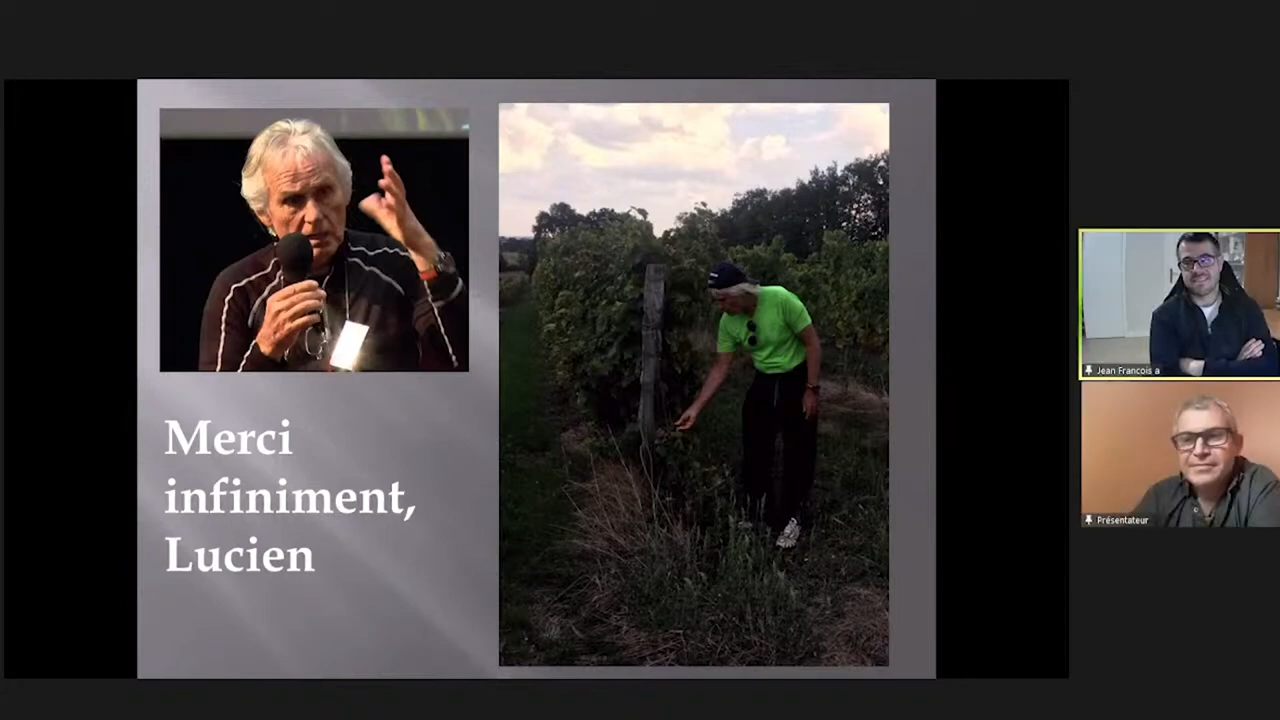 Merci
infiniment,
Lucien
Jean Francois a
Présentateur